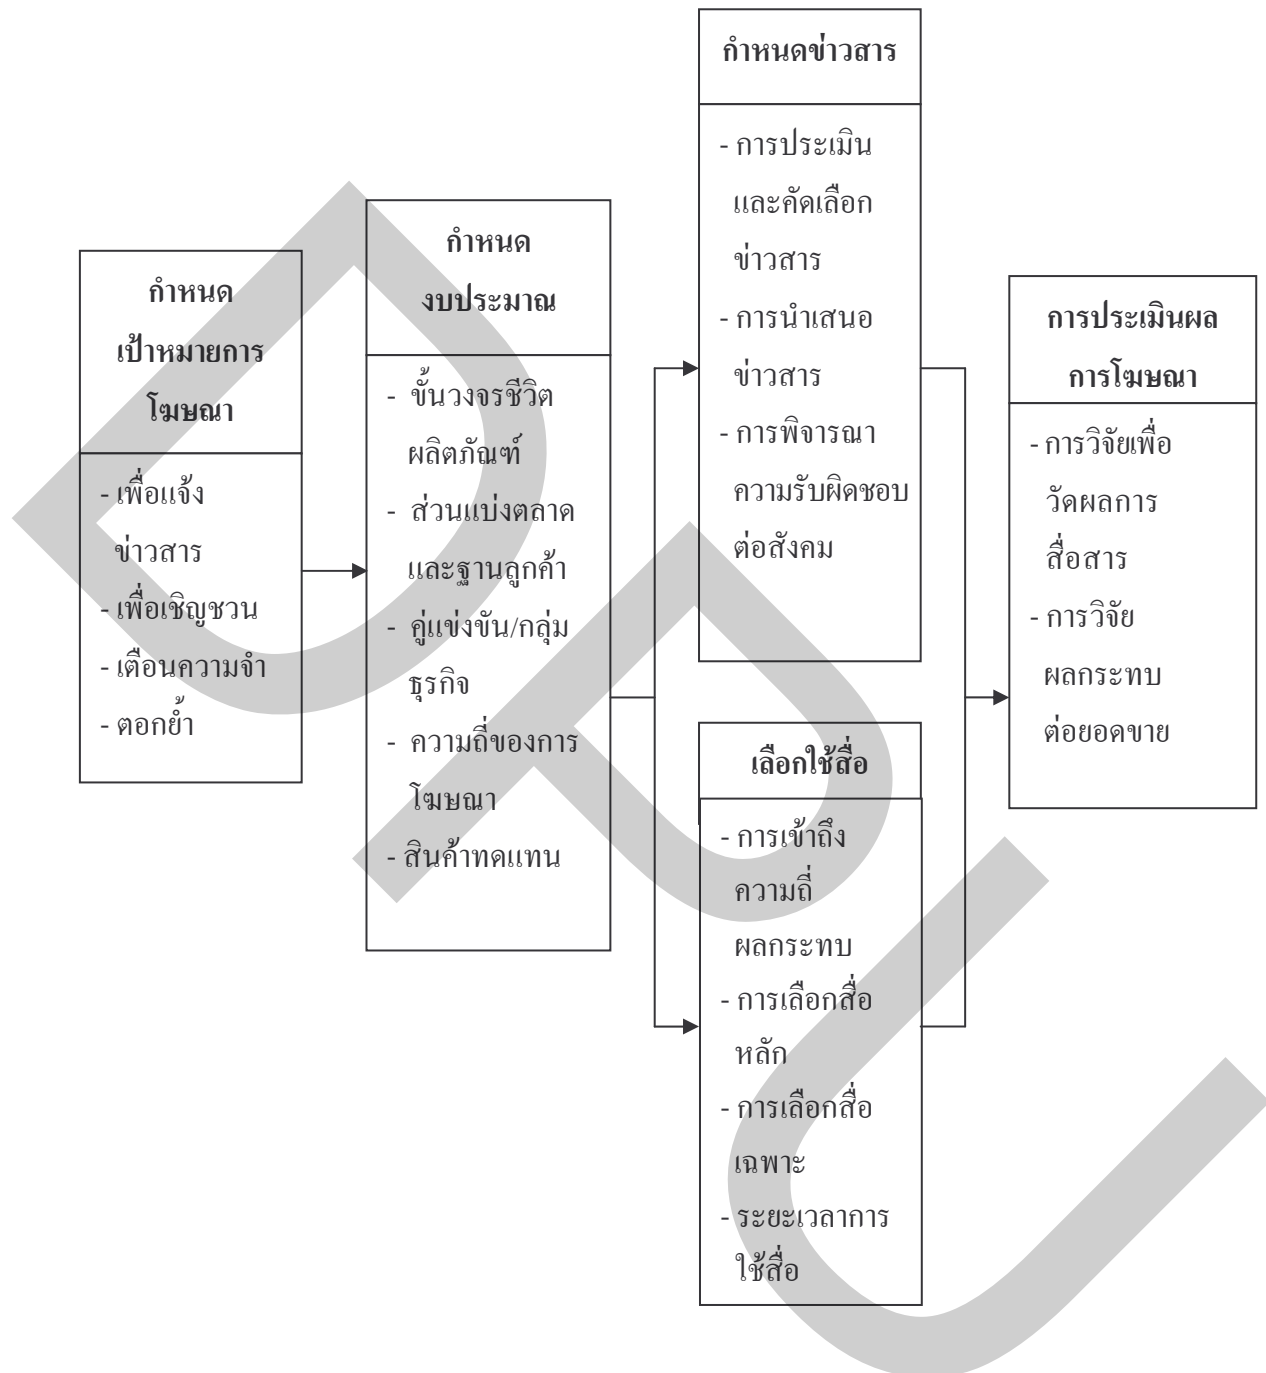 กำหนด
เป้าหมายการ
โฆษณา
- เพื่อแจ้ง
ข่าวสาร
- เพื่อเชิญชวน
- เตือนความจำ
- ตอกย้ำ
กำหนด
งบประมาณ
- ขั้นวงจรชีวิต
ผลิตภัณฑ์
- ส่วนแบ่งตลาด
และฐานลูกค้า
- คู่แข่งขัน/กลุ่ม
ธุรกิจ
- ความถี่ของการ
โฆษณา
- สินค้าทดแทน
กำหนดข่าวสาร
- การประเมิน
และคัดเลือก
ข่าวสาร
- การนำเสนอ
ข่าวสาร
- การพิจารณา
ความรับผิดชอบ
ต่อสังคม
เลือกใช้สื่อ
- การเข้าถึง
ความถี่
ผลกระทบ
- การเลือกสื่อ
หลัก
- การเลือกสื่อ
เฉพาะ
- ระยะเวลาการ
ใช้สื่อ
การประเมินผล
การโฆษณา
- การวิจัยเพื่อ
วัดผลการ
สื่อสาร
- การวิจัย
ผลกระทบ
ต่อยอดขาย
DPU